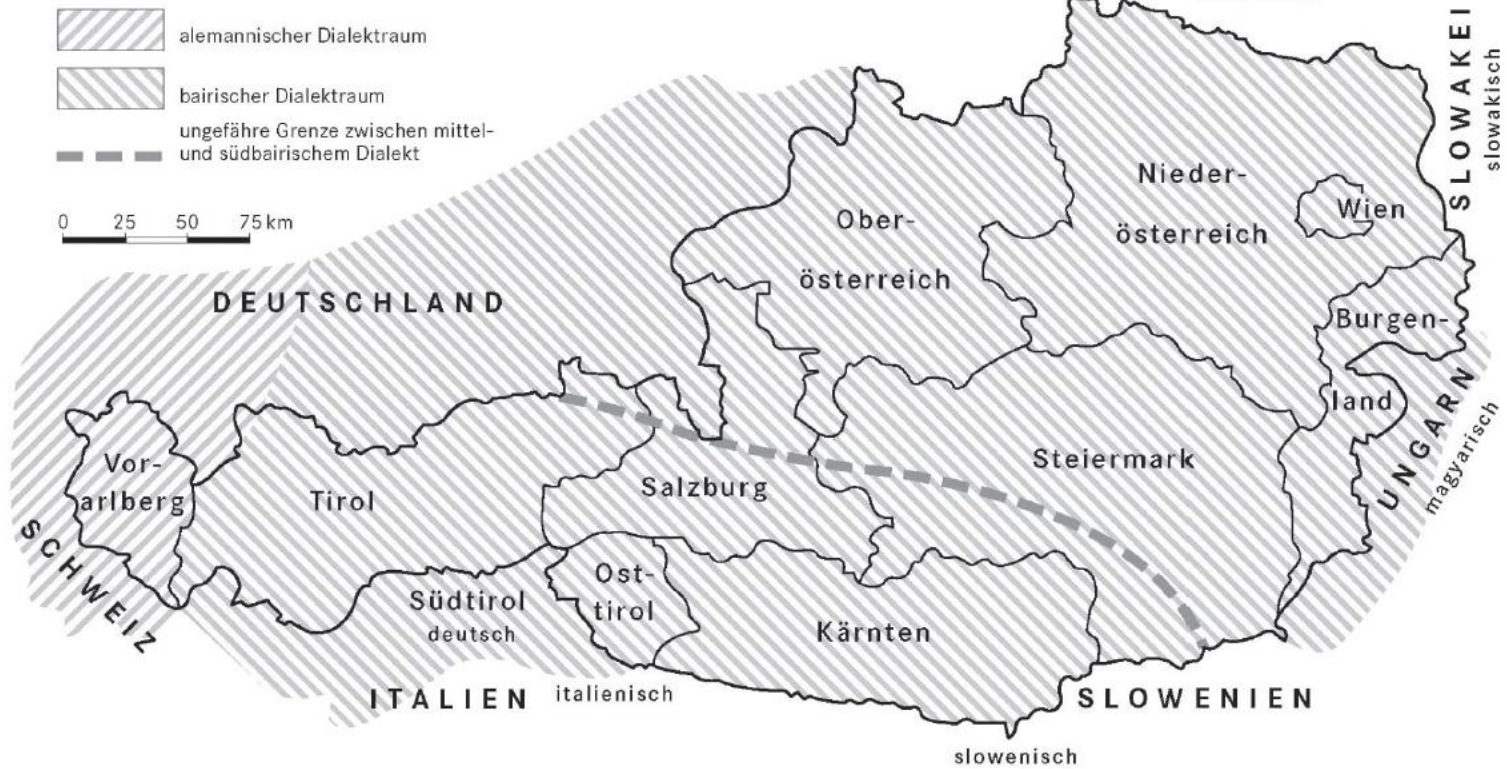 alemannischer Dialektraum
bairischer Dialektraum
ungefähre Grenze zwischen mittel-
und südbairischem Dialekt
0 25 50 75 km
DEUTSCHLAND
SCHWEIZ
Vor-
arlberg
Tirol
Südtirol
deutsch
ITALIEN
italienisch
Salzburg
Ost-
tirol
Kärnten
Ober-
österreich
Nieder-
österreich
Wien
Burgen-
land
Steiermark
SLOWENIEN
slowenisch
UNGARN
magyarisch
SLOWAKEI
slowakisch